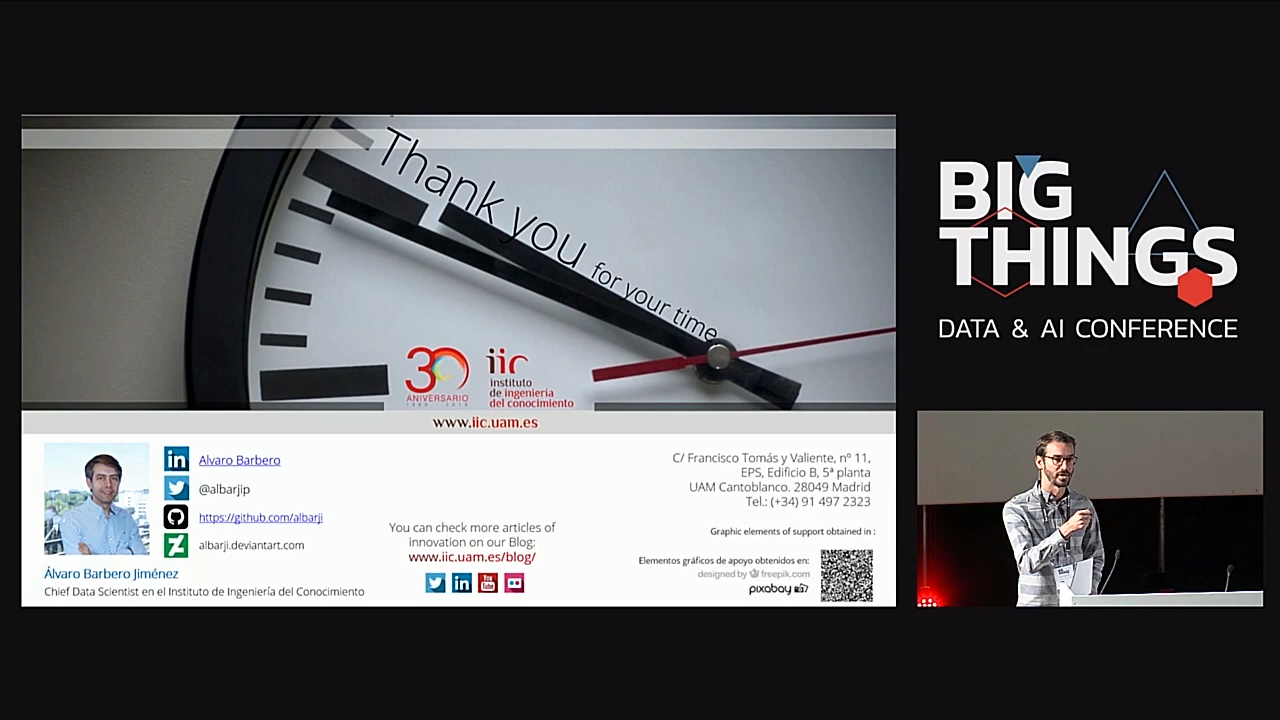 Thank you for your time
30
ANIVERSARIO
iic
instituto
de ingeniería
del conocimiento
www.iic.uam.es
in Alvaro Barbero
@albarjip
https://github.com/albarji
albarji.deviantart.com
Álvaro Barbero Jiménez
Chief Data Scientist en el Instituto de Ingeniería del Conocimiento
You can check more articles of
innovation on our Blog:
www.iic.uam.es/blog/
in
You
Tube
C/ Francisco Tomás y Valiente, nº 11,
EPS, Edificio B, 5ª planta
UAM Cantoblanco. 28049 Madrid
Tel.: (+34) 91 497 2323
Graphic elements of support obtained in :
Elementos gráficos de apoyo obtenidos en:
designed by freepik.com
pixabay
BIG
THINGS
DATA & AI CONFERENCE